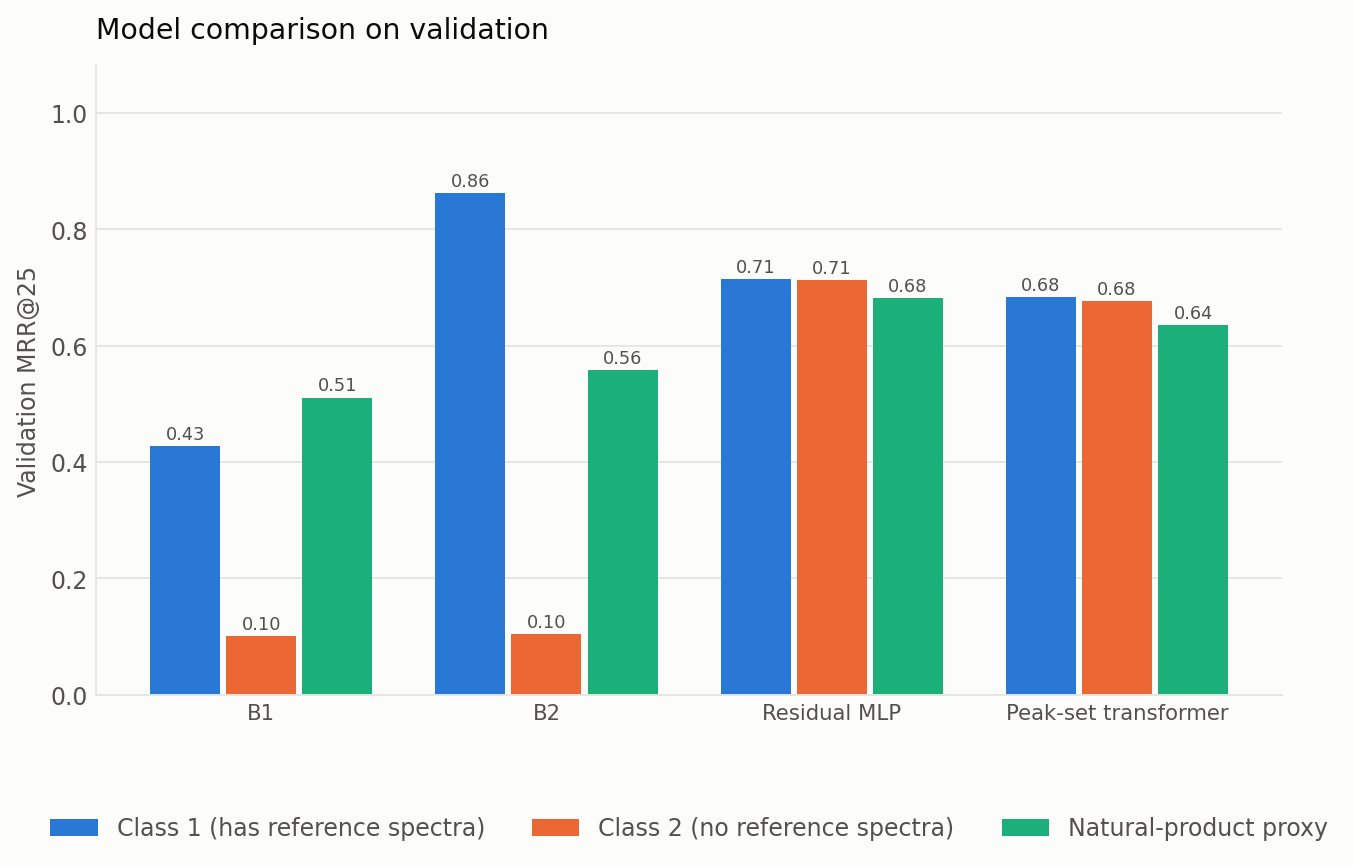 Model comparison on validation
Validation MRR@25
1.0
0.8
0.6
0.4
0.2
0.0
0.43
0.10
0.51
0.86
0.10
0.56
0.71
0.71
0.68
0.68
0.68
0.64
B1
B2
Residual MLP
Peak-set transformer
Class 1 (has reference spectra)
Class 2 (no reference spectra)
Natural-product proxy